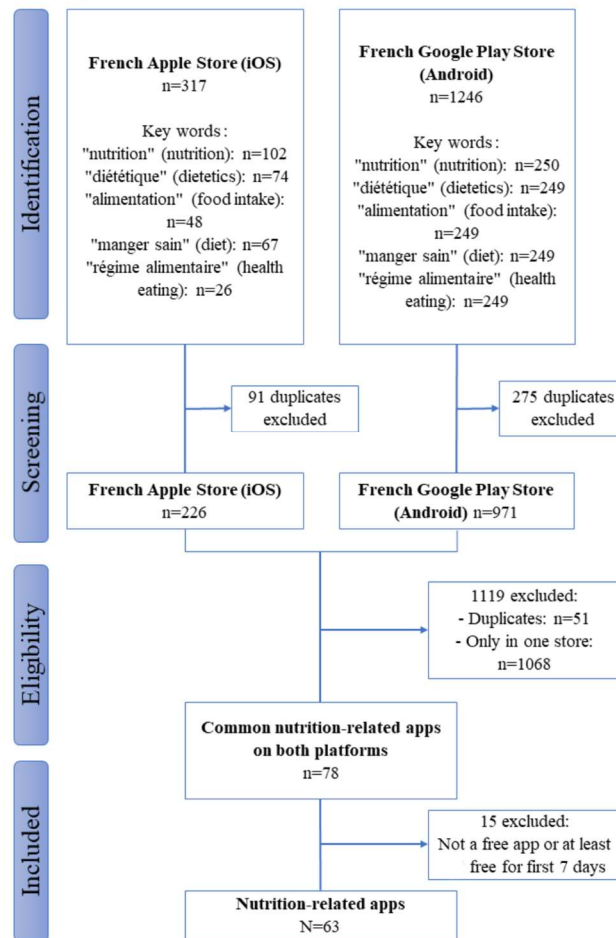 Identification
French Apple Store (iOS)
n=317
Key words :
"nutrition" (nutrition): n=102
"diététique" (dietetics): n=74
"alimentation" (food intake):
n=48
"manger sain" (diet): n=67
"régime alimentaire" (health
eating): n=26
French Google Play Store
(Android)
n=1246
Key words :
"nutrition" (nutrition): n=250
"diététique" (dietetics): n=249
"alimentation" (food intake):
n=249
"manger sain" (diet): n=249
"régime alimentaire" (health
eating): n=249
Screening
91 duplicates
excluded
275 duplicates
excluded
French Apple Store (iOS)
n=226
French Google Play Store
(Android) n=971
Eligibility
1119 excluded:
- Duplicates: n=51
- Only in one store:
n=1068
Common nutrition-related apps
on both platforms
n=78
Included
15 excluded:
Not a free app or at least
free for first 7 days
Nutrition-related apps
N=63